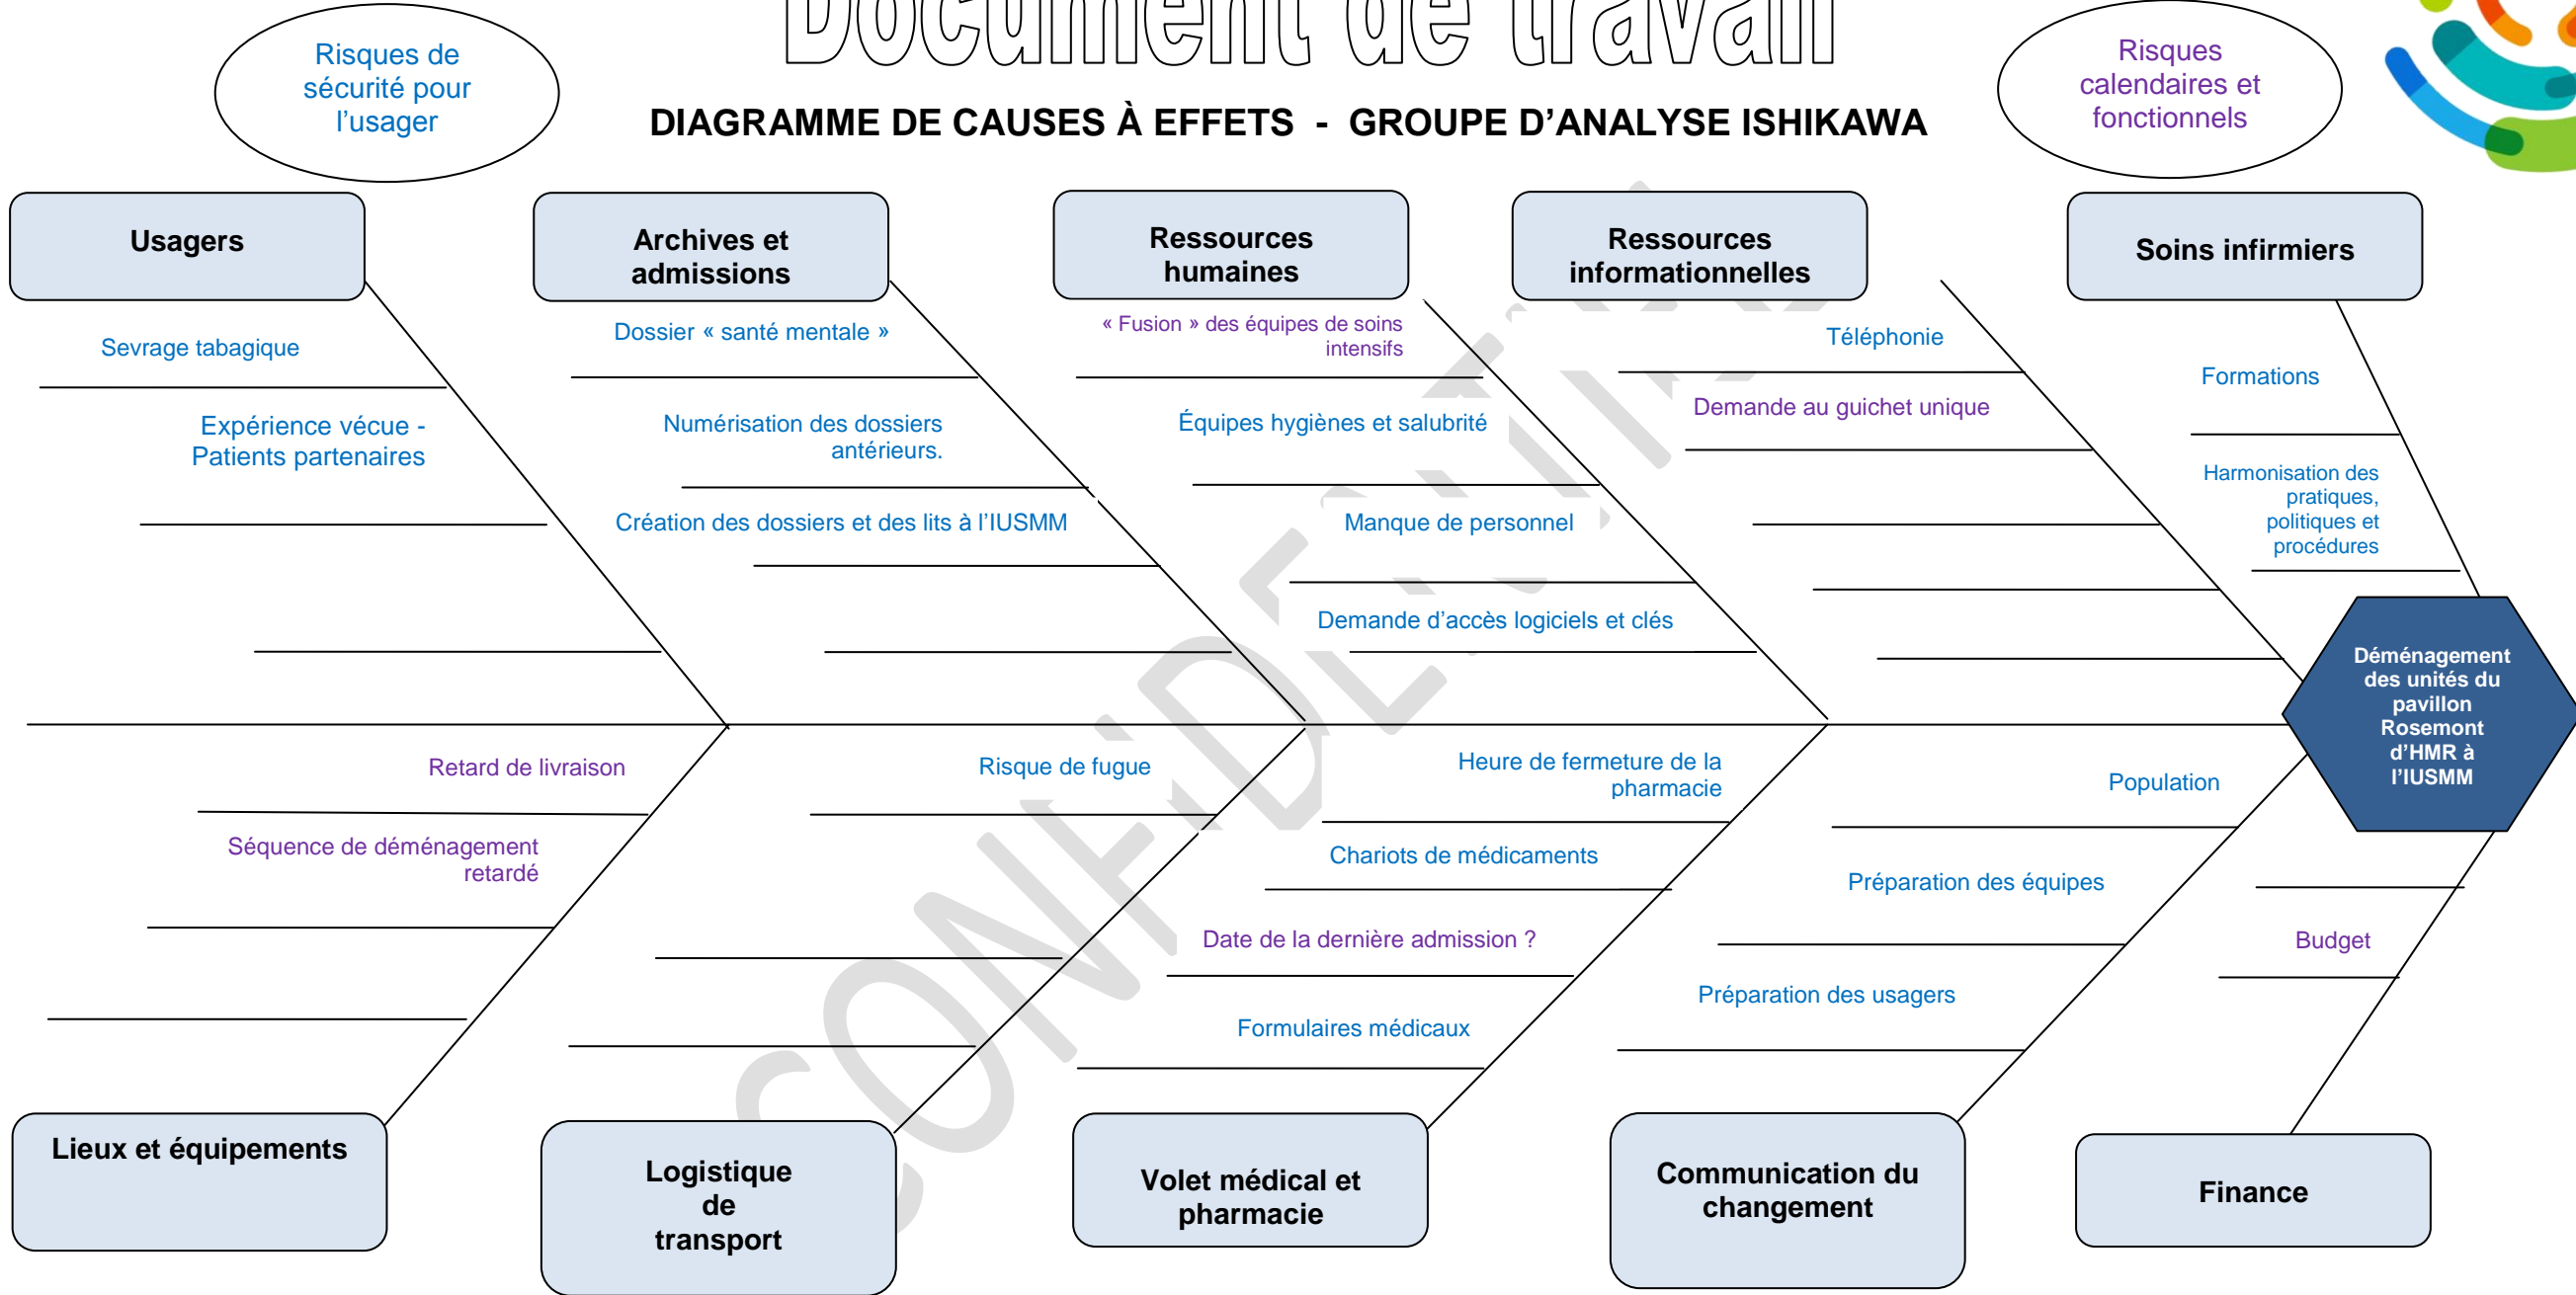 Document de travail
Risques de
sécurité pour
l'usager
DIAGRAMME DE CAUSES À EFFETS - GROUPE D'ANALYSE ISHIKAWA
Risques
calendaires et
fonctionnels
Usagers
Archives et
admissions
Ressources
humaines
Ressources
informationnelles
Soins infirmiers
Sevrage tabagique
Expérience vécue -
Patients partenaires
Dossier « santé mentale »
Numérisation des dossiers
antérieurs.
Création des dossiers et des lits à l'IUSMM
« Fusion » des équipes de soins
intensifs
Équipes hygiènes et salubrité
Manque de personnel
Demande d'accès logiciels et clés
Téléphonie
Demande au guichet unique
Formations
Harmonisation des
pratiques,
politiques et
procédures
Déménagement
des unités du
pavillon
Rosemont
d'HMR à
l'IUSMM
Retard de livraison
Séquence de déménagement
retardé
Risque de fugue
Heure de fermeture de la
pharmacie
Chariots de médicaments
Date de la dernière admission ?
Formulaires médicaux
Population
Préparation des équipes
Préparation des usagers
Budget
Lieux et équipements
Logistique
de
transport
Volet médical et
pharmacie
Communication du
changement
Finance
CONFIDENTIAL